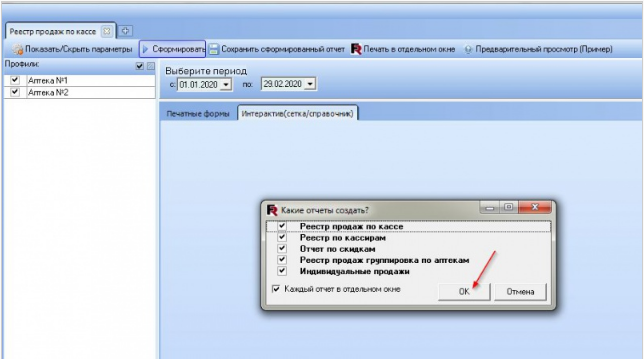 Реестр продаж по кассе
Показать/Скрыть параметры Сформировать Сохранить сформированный отчет Печать в отдельном окне Предварительный просмотр (Пример)
Профили:
Аптека №1
Аптека №2
Выберите период
с: 01.01.2020 по: 29.02.2020
Печатные формы Интерактив(сетка/справочник)
Какие отчеты создать?
Реестр продаж по кассе
Реестр по кассирам
Отчет по скидкам
Реестр продаж группировка по аптекам
Индивидуальные продажи
Каждый отчет в отдельном окне OK Отмена